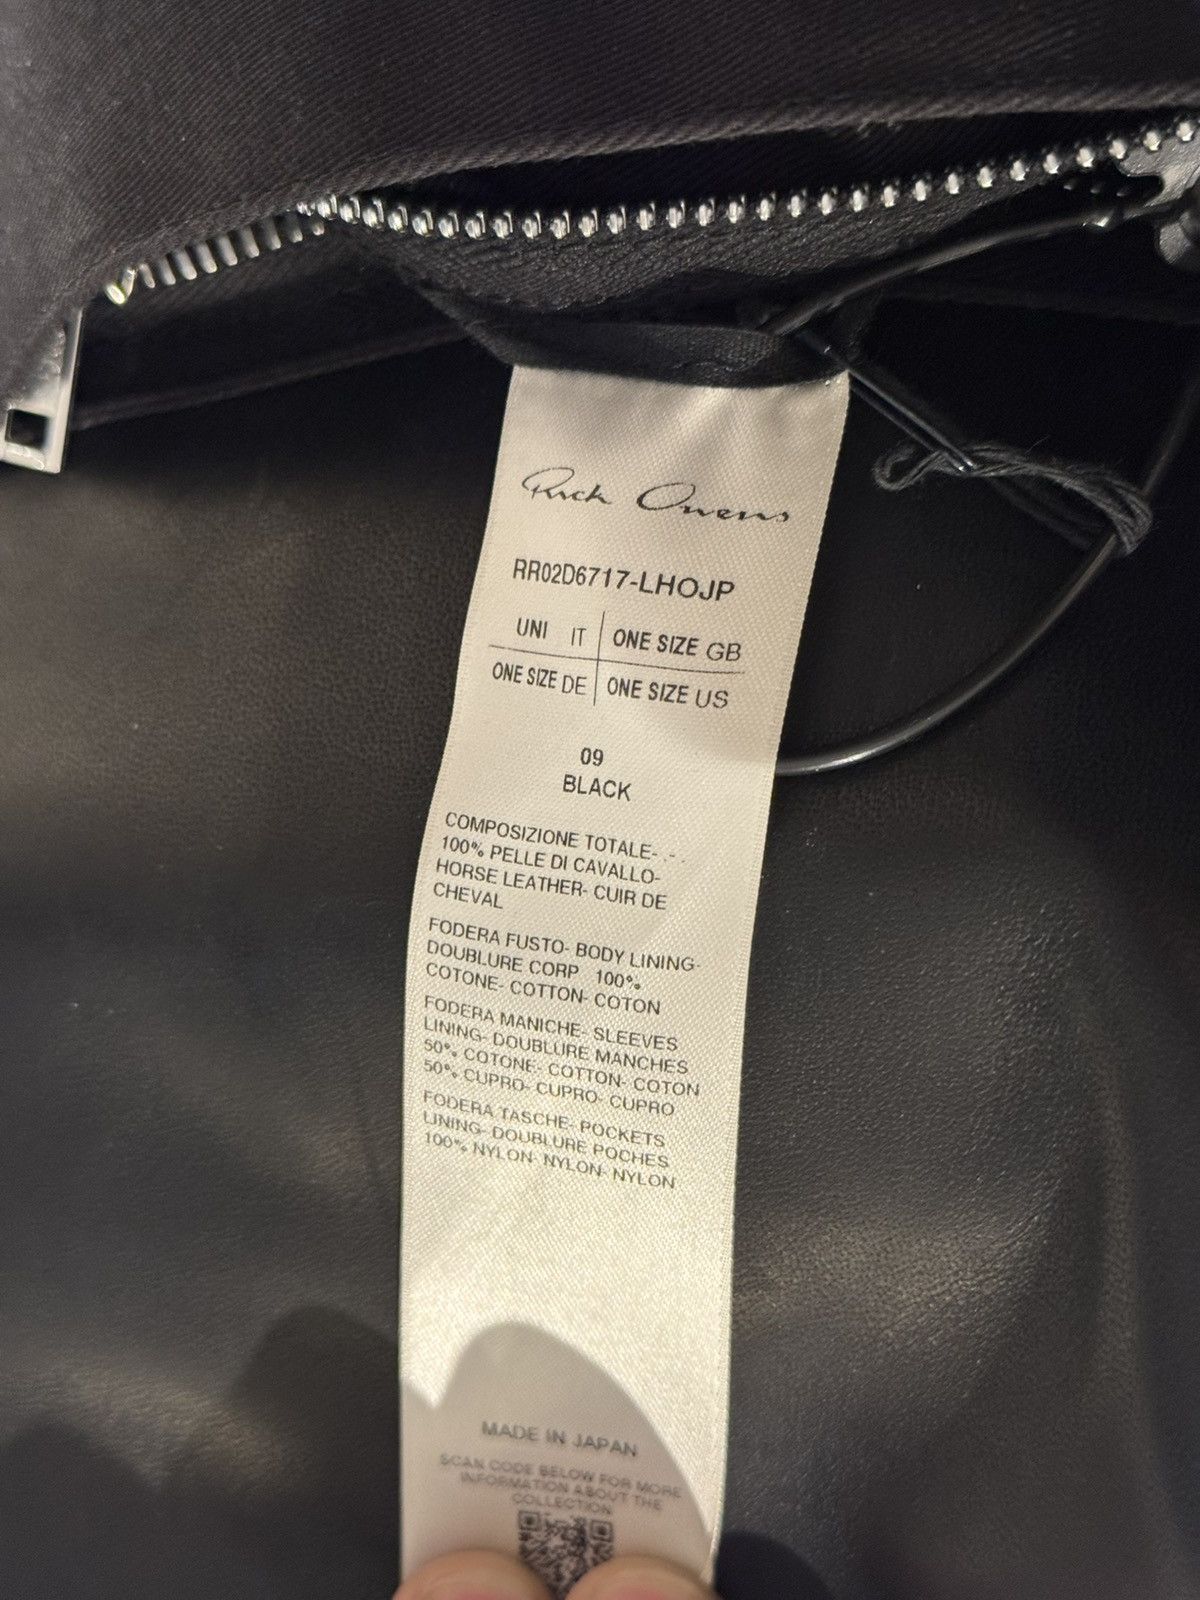 Rick Owens
RR02D6717-LHOJP
UNI IT ONE SIZE GB
ONE SIZE DE ONE SIZE US
09
BLACK
COMPOSIZIONE TOTALE- - -
100% PELLE DI CAVALLO-
HORSE LEATHER- CUIR DE
CHEVAL
FODERA FUSTO- BODY LINING-
DOUBLURE CORP 100%
COTONE- COTTON- COTON
FODERA MANICHE- SLEEVES
LINING- DOUBLURE MANCHES
50% COTONE- COTTON- COTON
50% CUPRO- CUPRO- CUPRO
FODERA TASCHE- POCKETS
LINING- DOUBLURE POCHES
100% NYLON- NYLON- NYLON
MADE IN JAPAN
SCAN CODE BELOW FOR MORE
INFORMATION ABOUT THE
COLLECTION